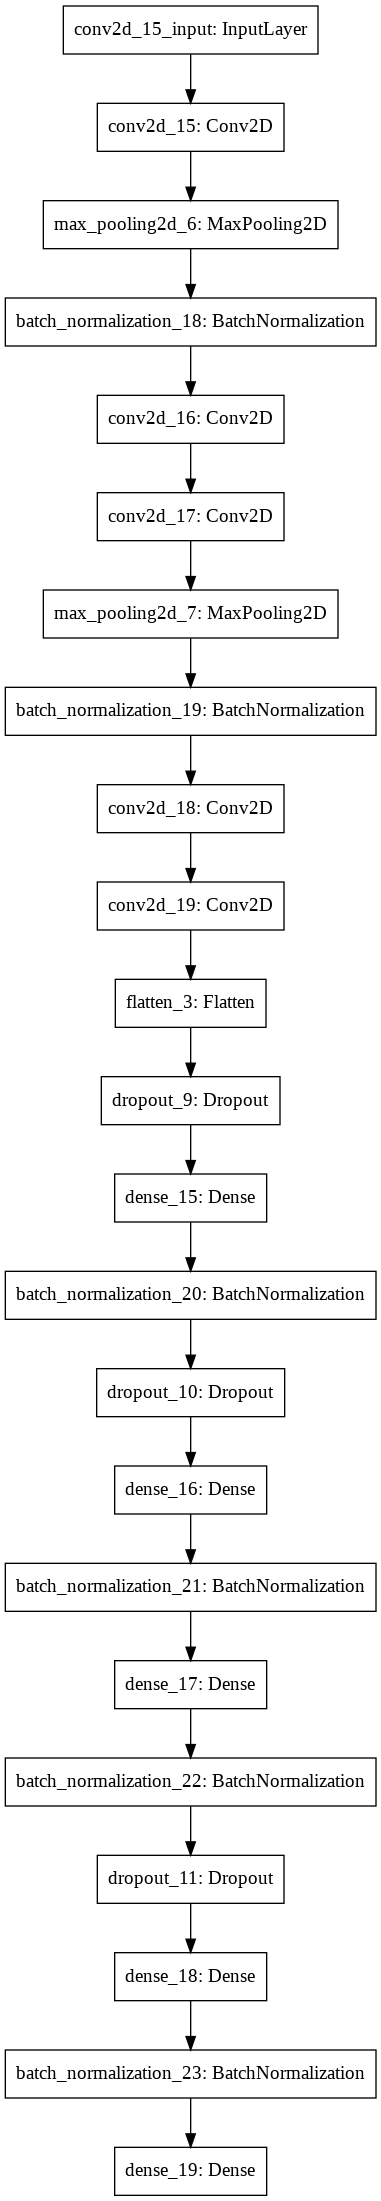 conv2d_15_input: InputLayer
conv2d_15: Conv2D
max_pooling2d_6: MaxPooling2D
batch_normalization_18: BatchNormalization
conv2d_16: Conv2D
conv2d_17: Conv2D
max_pooling2d_7: MaxPooling2D
batch_normalization_19: BatchNormalization
conv2d_18: Conv2D
conv2d_19: Conv2D
flatten_3: Flatten
dropout_9: Dropout
dense_15: Dense
batch_normalization_20: BatchNormalization
dropout_10: Dropout
dense_16: Dense
batch_normalization_21: BatchNormalization
dense_17: Dense
batch_normalization_22: BatchNormalization
dropout_11: Dropout
dense_18: Dense
batch_normalization_23: BatchNormalization
dense_19: Dense